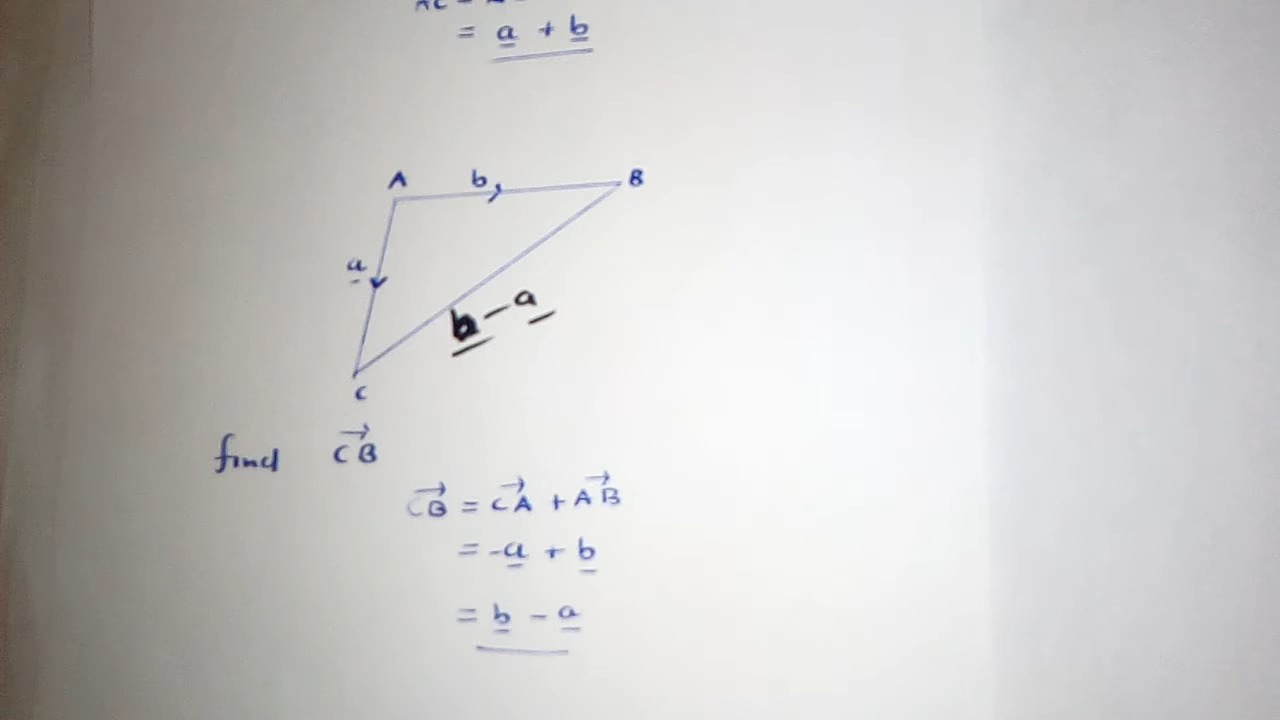 = a + b
A b B
a
b - a
C
find CB
CB = CA + AB
= -a + b
= b - a